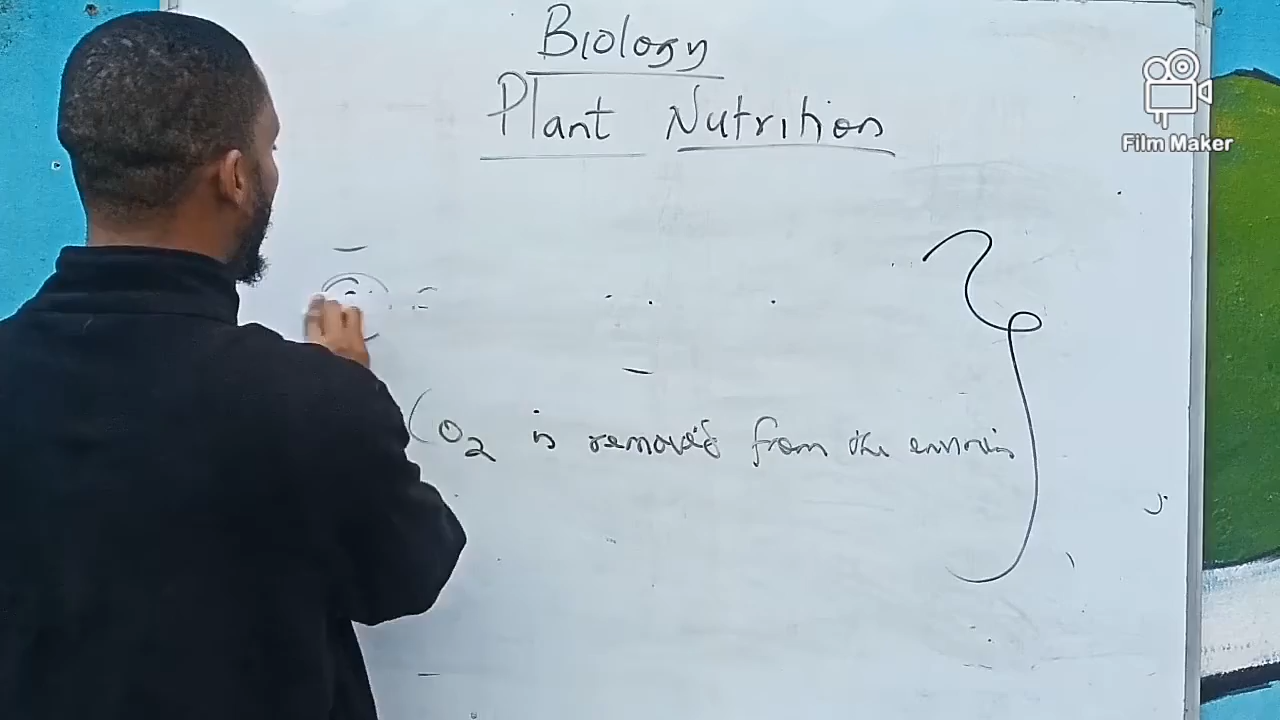 Biology
Plant Nutrition
Film Maker
CO2 is removed from the